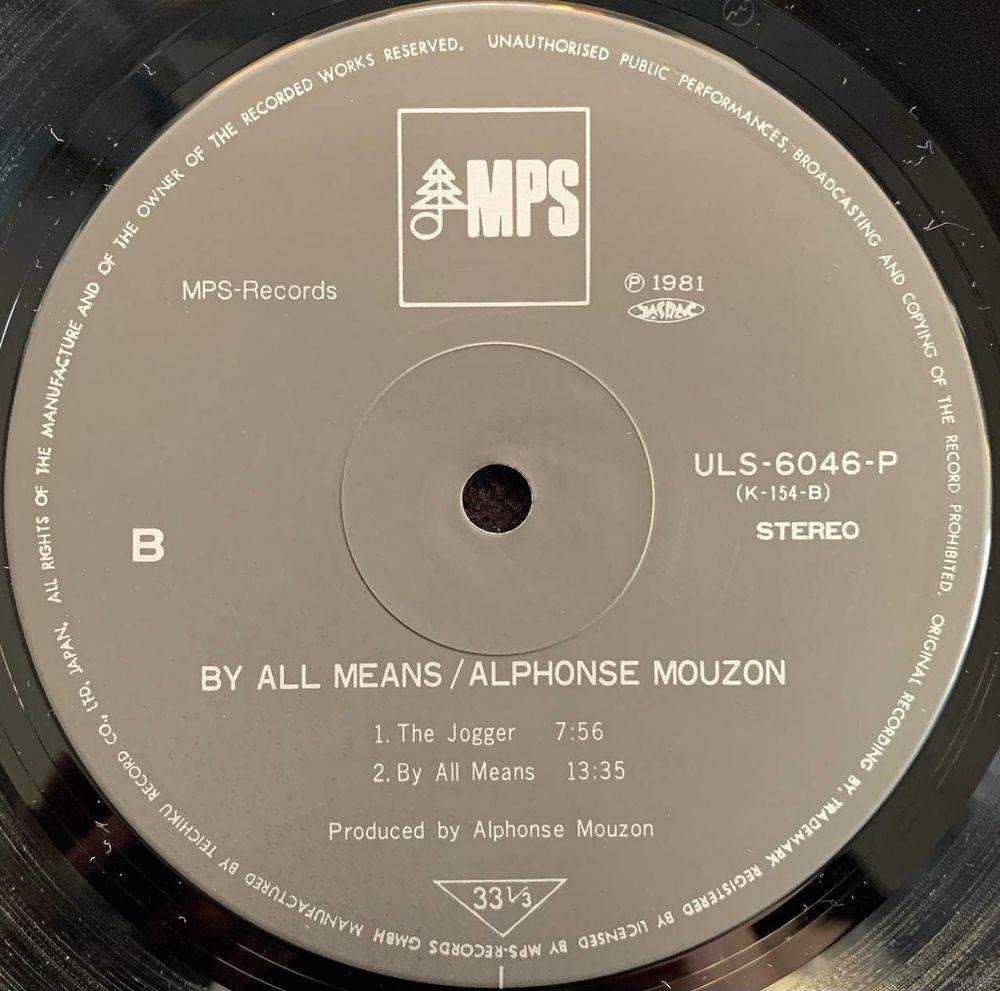 ALL RIGHTS OF THE MANUFACTURE AND OF THE OWNER OF THE RECORDED WORKS RESERVED. UNAUTHORISED PUBLIC PERFORMANCES, BROADCASTING AND COPYING OF THE RECORD PROHIBITED. ORIGINAL RECORDING BY, TRADEMARK REGISTERED BY LICENSED BY MPS-RECORDS GMBH MANUFACTURED BY TEICHIKU RECORD CO., LTD. JAPAN.
MPS
MPS-Records
Ⓟ 1981
JASRAC
ULS-6046-P
(K-154-B)
STEREO
B
BY ALL MEANS / ALPHONSE MOUZON
1. The Jogger 7:56
2. By All Means 13:35
Produced by Alphonse Mouzon
33 1/3